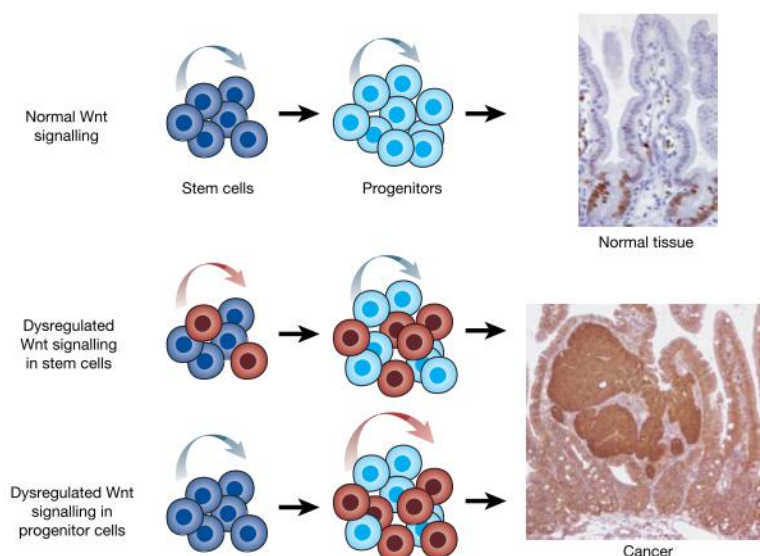 Normal Wnt
signalling
Stem cells
Progenitors
Normal tissue
Dysregulated
Wnt signalling
in stem cells
Dysregulated Wnt
signalling in
progenitor cells
Cancer